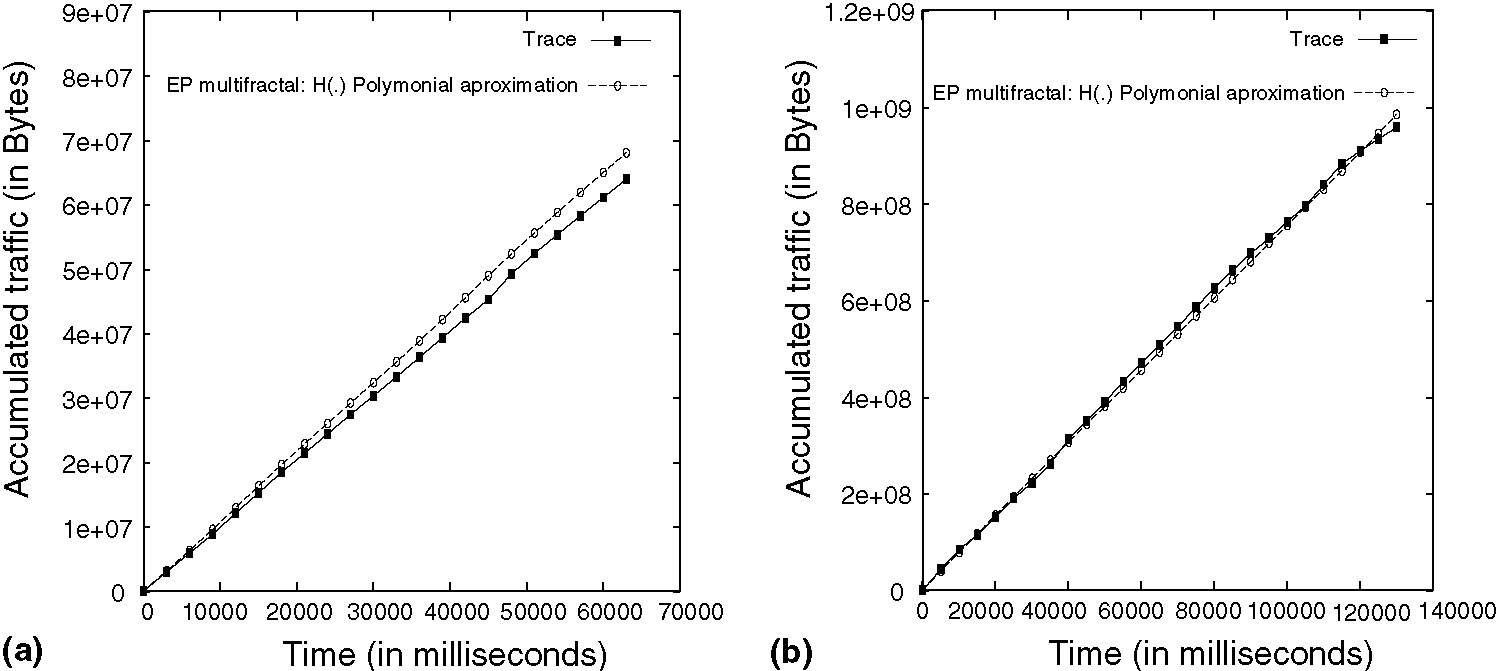 9e+07
8e+07
7e+07
6e+07
5e+07
4e+07
3e+07
2e+07
1e+07
0
Accumulated traffic (in Bytes)
Trace
EP multifractal: H(.) Polymonial aproximation
0 10000 20000 30000 40000 50000 60000 70000
(a) Time (in milliseconds)
1.2e+09
1e+09
8e+08
6e+08
4e+08
2e+08
0
Accumulated traffic (in Bytes)
Trace
EP multifractal: H(.) Polymonial aproximation
0 20000 40000 60000 80000 100000 120000 140000
(b) Time (in milliseconds)